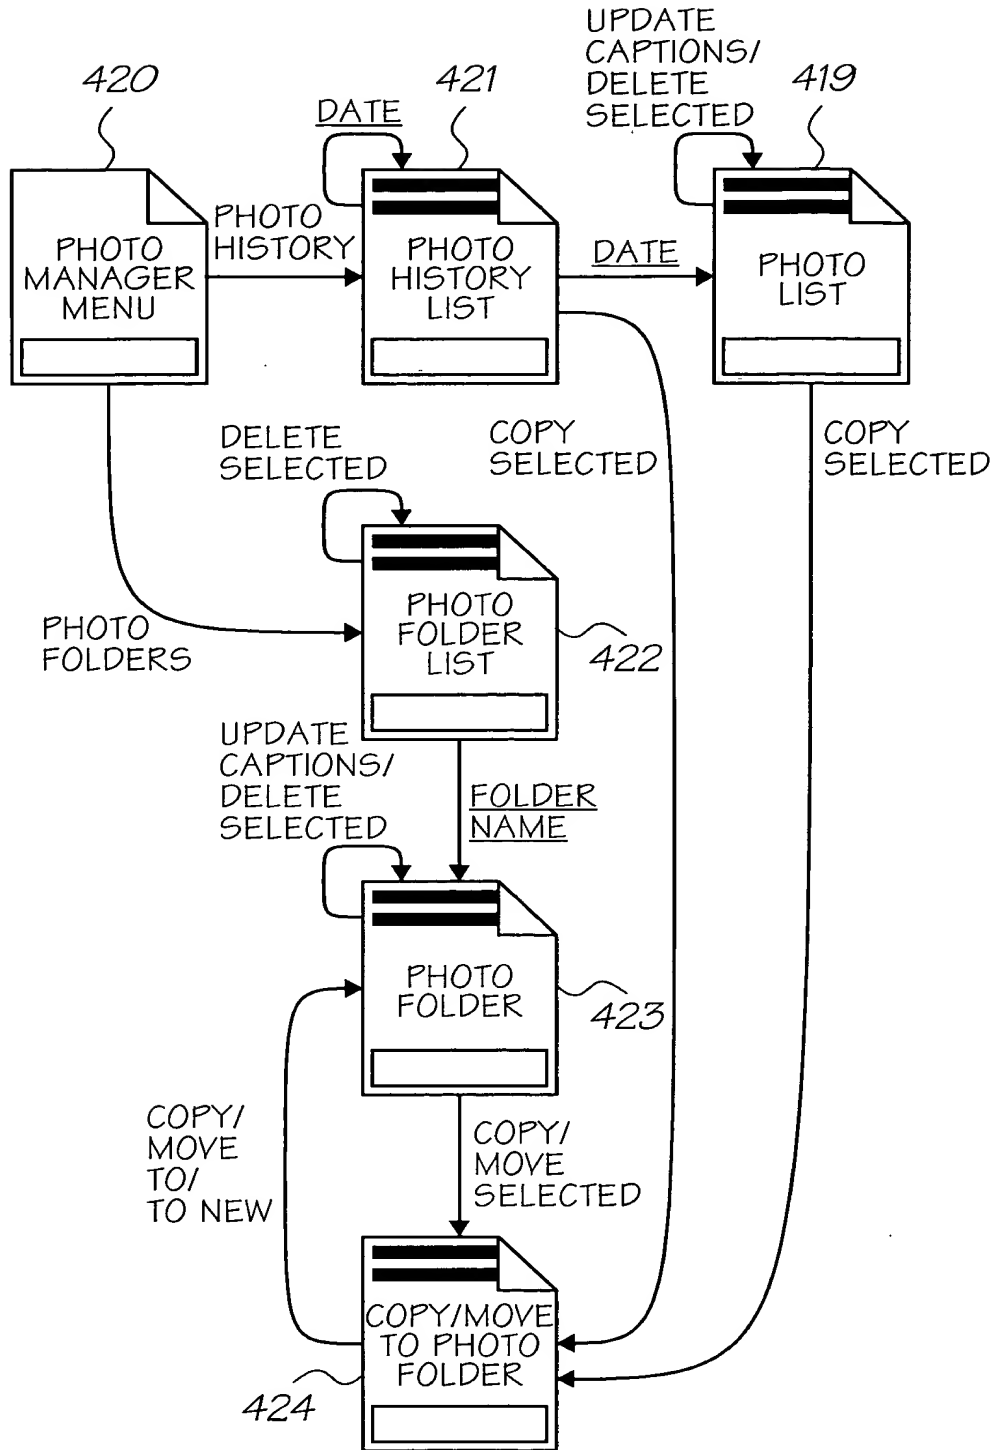 420
421
419
UPDATE
CAPTIONS/
DELETE
SELECTED
DATE
PHOTO
MANAGER
MENU
PHOTO
HISTORY
PHOTO
HISTORY
LIST
DATE
PHOTO
LIST
DELETE
SELECTED
COPY
SELECTED
COPY
SELECTED
PHOTO
FOLDERS
PHOTO
FOLDER
LIST
422
UPDATE
CAPTIONS/
DELETE
SELECTED
FOLDER
NAME
PHOTO
FOLDER
423
COPY/
MOVE
TO/
TO NEW
COPY/
MOVE
SELECTED
COPY/MOVE
TO PHOTO
FOLDER
424